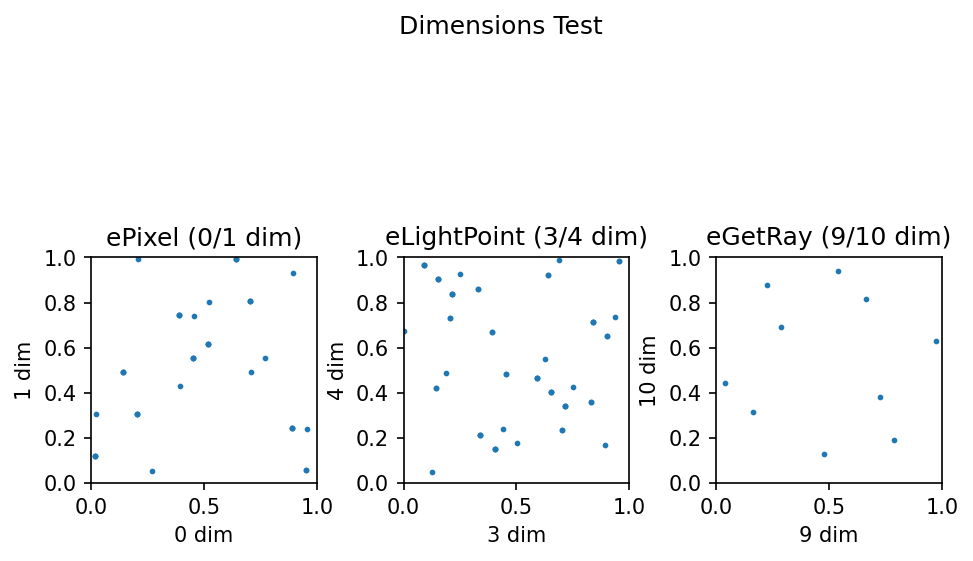 Dimensions Test
ePixel (0/1 dim)
1.0
0.8
0.6
0.4
0.2
0.0
1 dim
0.0 0.5 1.0
0 dim
eLightPoint (3/4 dim)
1.0
0.8
0.6
0.4
0.2
0.0
4 dim
0.0 0.5 1.0
3 dim
eGetRay (9/10 dim)
1.0
0.8
0.6
0.4
0.2
0.0
10 dim
0.0 0.5 1.0
9 dim